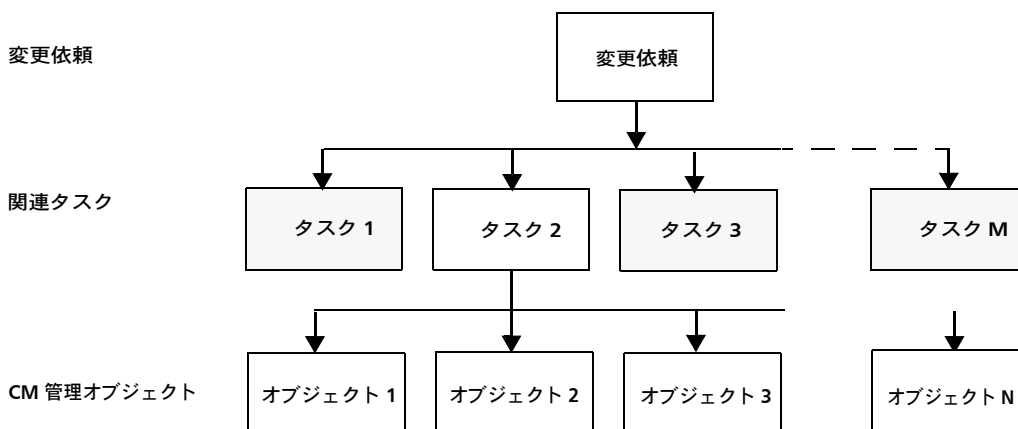 変更依頼
変更依頼
関連タスク
タスク 1
タスク 2
タスク 3
タスク M
CM 管理オブジェクト
オブジェクト 1
オブジェクト 2
オブジェクト 3
オブジェクト N